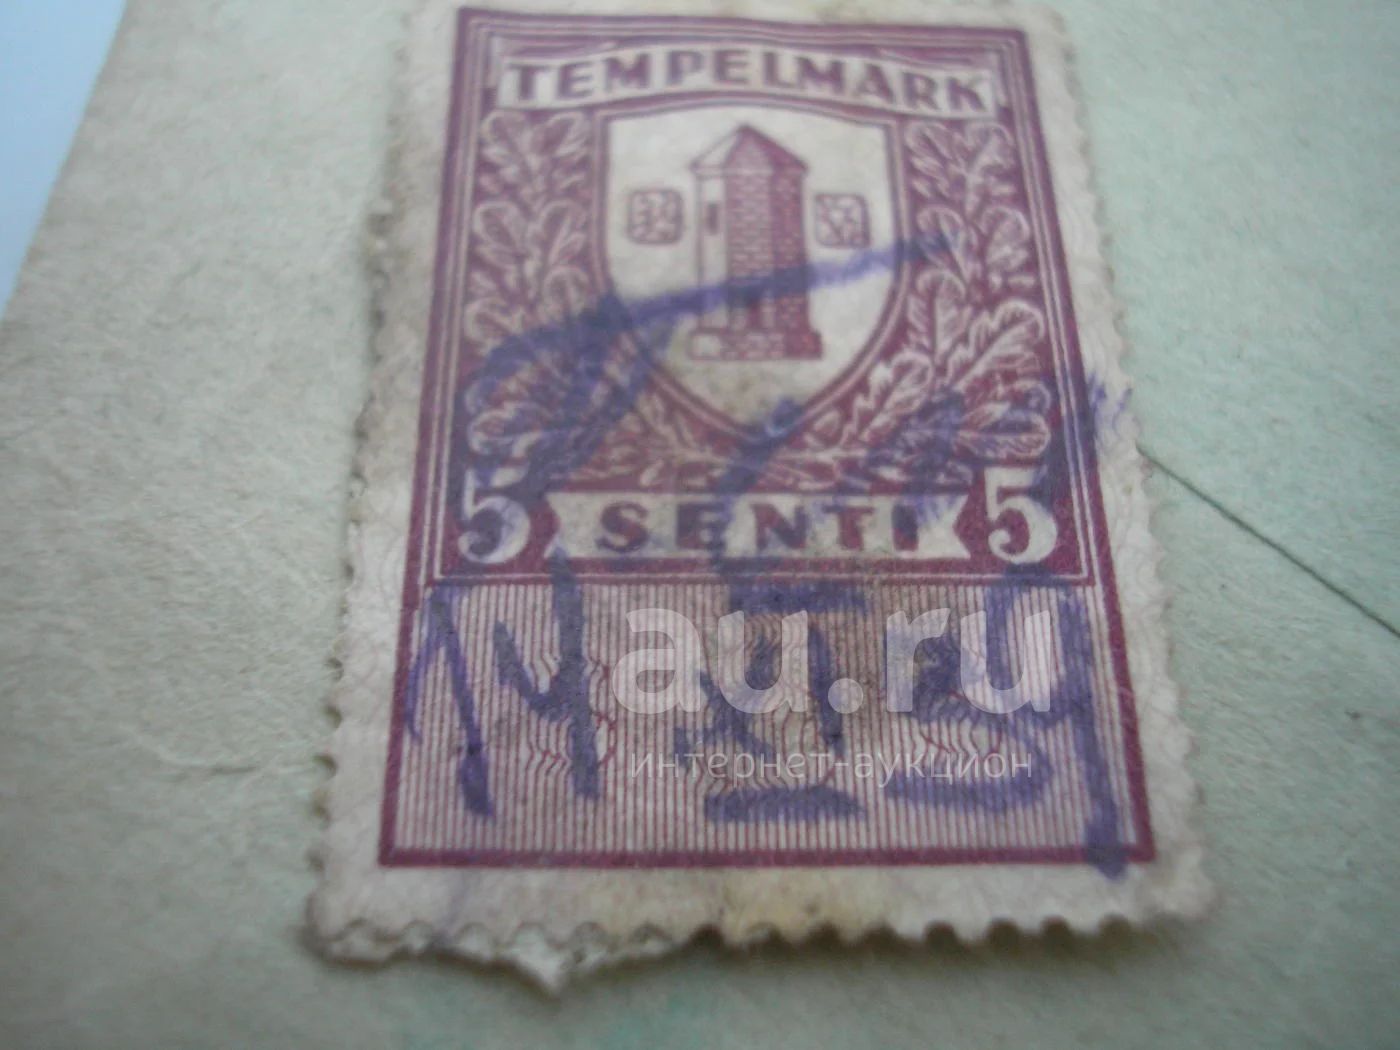 TEMPELMARK
5 SENTI 5
au.ru
интернет-аукцион